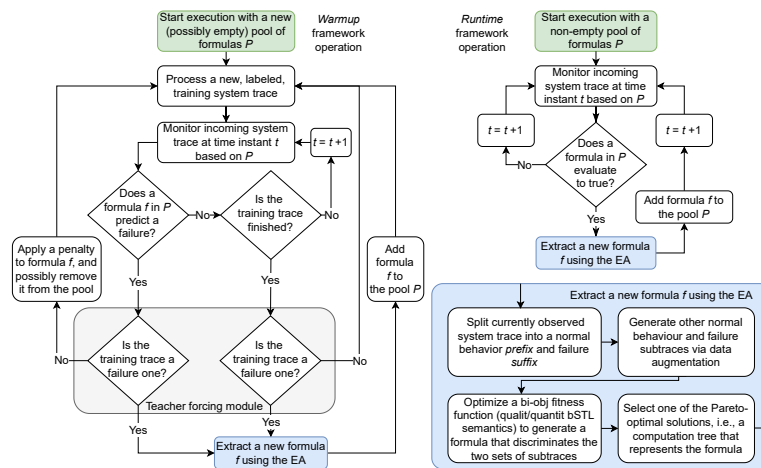 Start execution with a new
(possibly empty) pool of
formulas P
Warmup
framework
operation
Process a new, labeled,
training system trace
Monitor incoming system
trace at time instant t
based on P
t = t +1
Does a
formula f in P
predict a
failure?
No
Is the
training trace
finished?
No
Apply a penalty
to formula f, and
possibly remove
it from the pool
Add
formula
f to
the pool P
Yes
Yes
Is the
training trace a
failure one?
No
Is the
training trace a
failure one?
No
Teacher forcing module
Yes
Yes
Extract a new formula
f using the EA
Runtime
framework
operation
Start execution with a
non-empty pool of
formulas P
Monitor incoming
system trace at time
instant t based on P
t = t +1
t = t +1
Does a
formula in P
evaluate to
true?
No
Add formula f to
the pool P
Yes
Extract a new formula
f using the EA
Extract a new formula f using the EA
Split currently observed
system trace into a normal
behavior prefix and failure
suffix
Generate other normal
behaviour and failure
subtraces via data
augmentation
Optimize a bi-obj fitness
function (qualit/quantit bSTL
semantics) to generate a
formula that discriminates the
two sets of subtraces
Select one of the Pareto-
optimal solutions, i.e., a
computation tree that
represents the formula